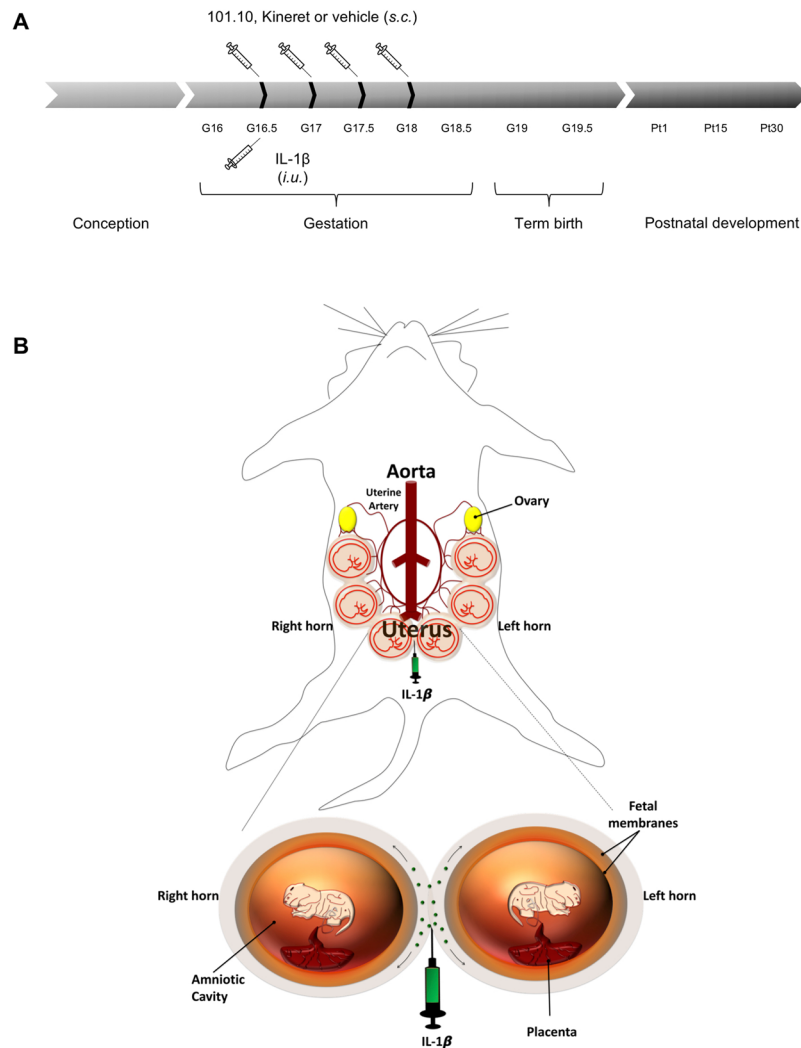 A
101.10, Kineret or vehicle (s.c.)
G16 G16.5 G17 G17.5 G18 G18.5 G19 G19.5 Pt1 Pt15 Pt30
IL-1β
(i.u.)
Conception Gestation Term birth Postnatal development
B
Aorta
Uterine
Artery
Ovary
Right horn Uterus Left horn
IL-1β
Fetal
membranes
Right horn Left horn
Amniotic
Cavity
Placenta
IL-1β